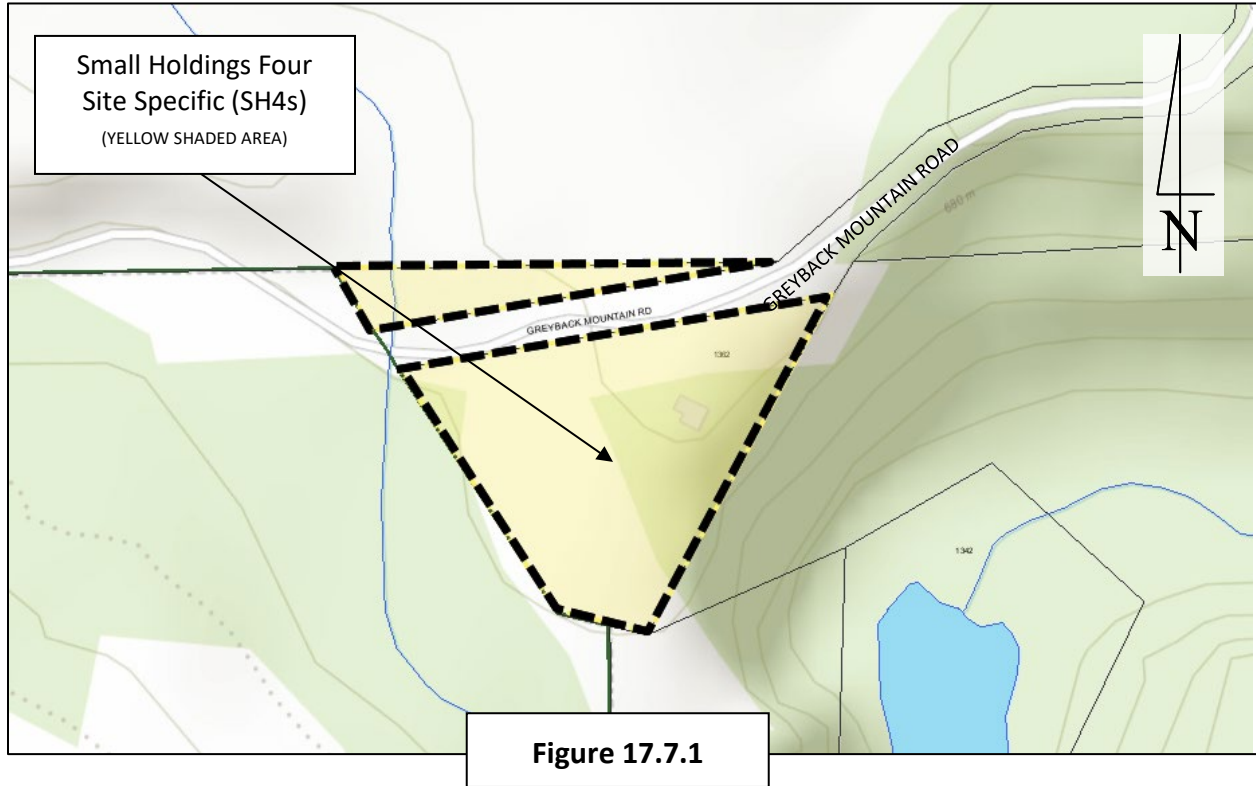 Small Holdings Four
Site Specific (SH4s)
(YELLOW SHADED AREA)
N
GREYBACK MOUNTAIN ROAD
680 m
GREYBACK MOUNTAIN RD
1362
1342
Figure 17.7.1